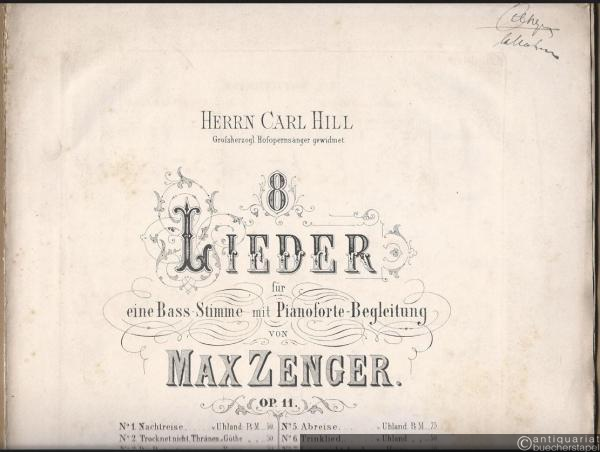 HERRN CARL HILL
Großherzogl. Hofopernsänger gewidmet.
8
LIEDER
für
eine Bass-Stimme mit Pianoforte-Begleitung
VON
MAX ZENGER.
OP. 11.
No 1. Nachtreise. v. Uhland Pr. M. _ 50. No 5. Abreise. v. Uhland Pr. M. _ 75.
No 2. Trocknet nicht, Thränen v. Göthe _ 50 No 6. Trinklied. v. Uhland _ 50
©antiquariat
buecherstapel